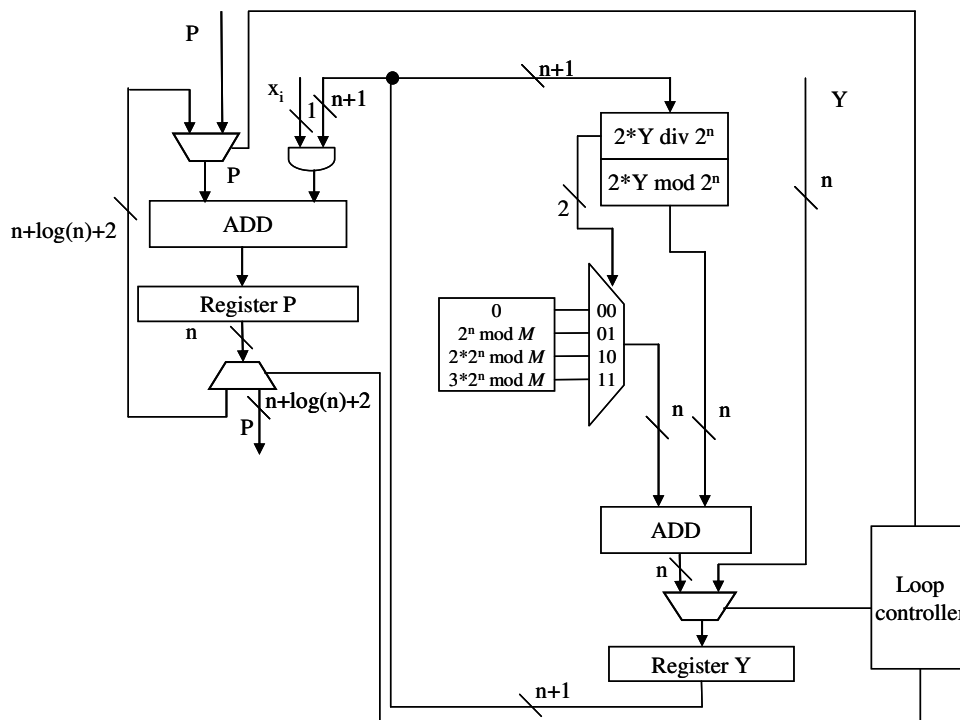 P
n+1
x_i
1
n+1
Y
2*Y div 2ⁿ
2*Y mod 2ⁿ
P
n
2
n+log(n)+2
ADD
Register P
0
00
2ⁿ mod M
01
2*2ⁿ mod M
10
3*2ⁿ mod M
11
n
n+log(n)+2
P
n
n
ADD
n
Loop
controller
Register Y
n+1